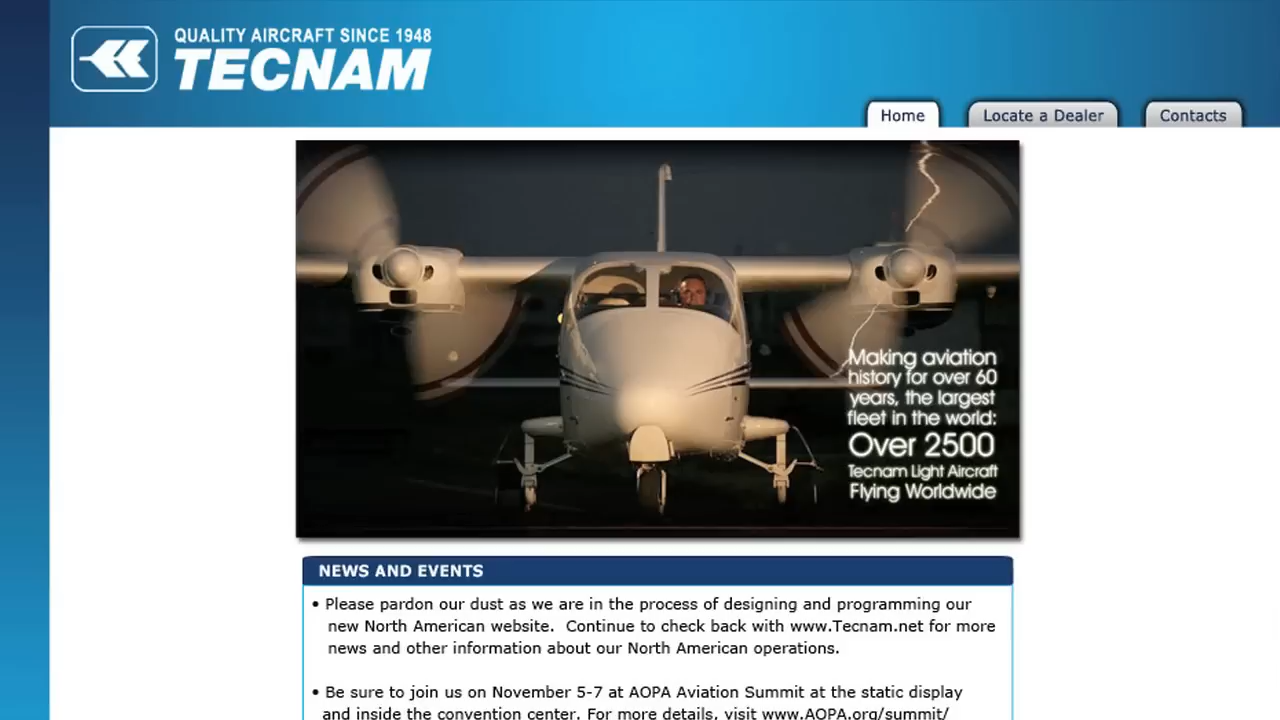 QUALITY AIRCRAFT SINCE 1948
TECNAM
Home
Locate a Dealer
Contacts
Making aviation
history for over 60
years, the largest
fleet in the world:
Over 2500
Tecnam Light Aircraft
Flying Worldwide
NEWS AND EVENTS
• Please pardon our dust as we are in the process of designing and programming our
new North American website. Continue to check back with www.Tecnam.net for more
news and other information about our North American operations.
• Be sure to join us on November 5-7 at AOPA Aviation Summit at the static display
and inside the convention center. For more details, visit www.AOPA.org/summit/